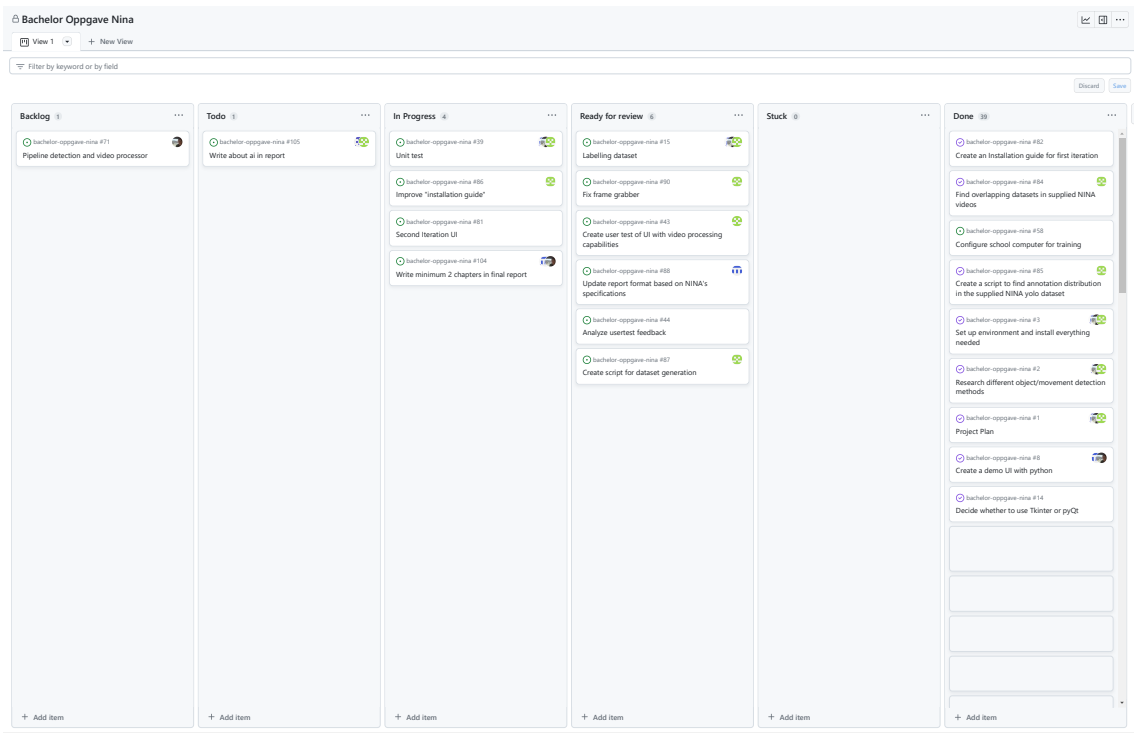 Bachelor Oppgave Nina
View 1
New View
Filter by keyword or by field
Discard
Save
Backlog 1
bachelor-oppgave-nina #71
Pipeline detection and video processor
Add item
Todo 1
bachelor-oppgave-nina #105
Write about ai in report
Add item
In Progress 4
bachelor-oppgave-nina #39
Unit test
bachelor-oppgave-nina #86
Improve "installation guide"
bachelor-oppgave-nina #81
Second Iteration UI
bachelor-oppgave-nina #104
Write minimum 2 chapters in final report
Add item
Ready for review 6
bachelor-oppgave-nina #15
Labelling dataset
bachelor-oppgave-nina #90
Fix frame grabber
bachelor-oppgave-nina #43
Create user test of UI with video processing
capabilities
bachelor-oppgave-nina #88
Update report format based on NINA's
specifications
bachelor-oppgave-nina #44
Analyze usertest feedback
bachelor-oppgave-nina #87
Create script for dataset generation
Add item
Stuck 0
Add item
Done 39
bachelor-oppgave-nina #82
Create an Installation guide for first iteration
bachelor-oppgave-nina #84
Find overlapping datasets in supplied NINA
videos
bachelor-oppgave-nina #58
Configure school computer for training
bachelor-oppgave-nina #85
Create a script to find annotation distribution
in the supplied NINA yolo dataset
bachelor-oppgave-nina #3
Set up environment and install everything
needed
bachelor-oppgave-nina #2
Research different object/movement detection
methods
bachelor-oppgave-nina #1
Project Plan
bachelor-oppgave-nina #8
Create a demo UI with python
bachelor-oppgave-nina #14
Decide whether to use Tkinter or pyQt
Add item